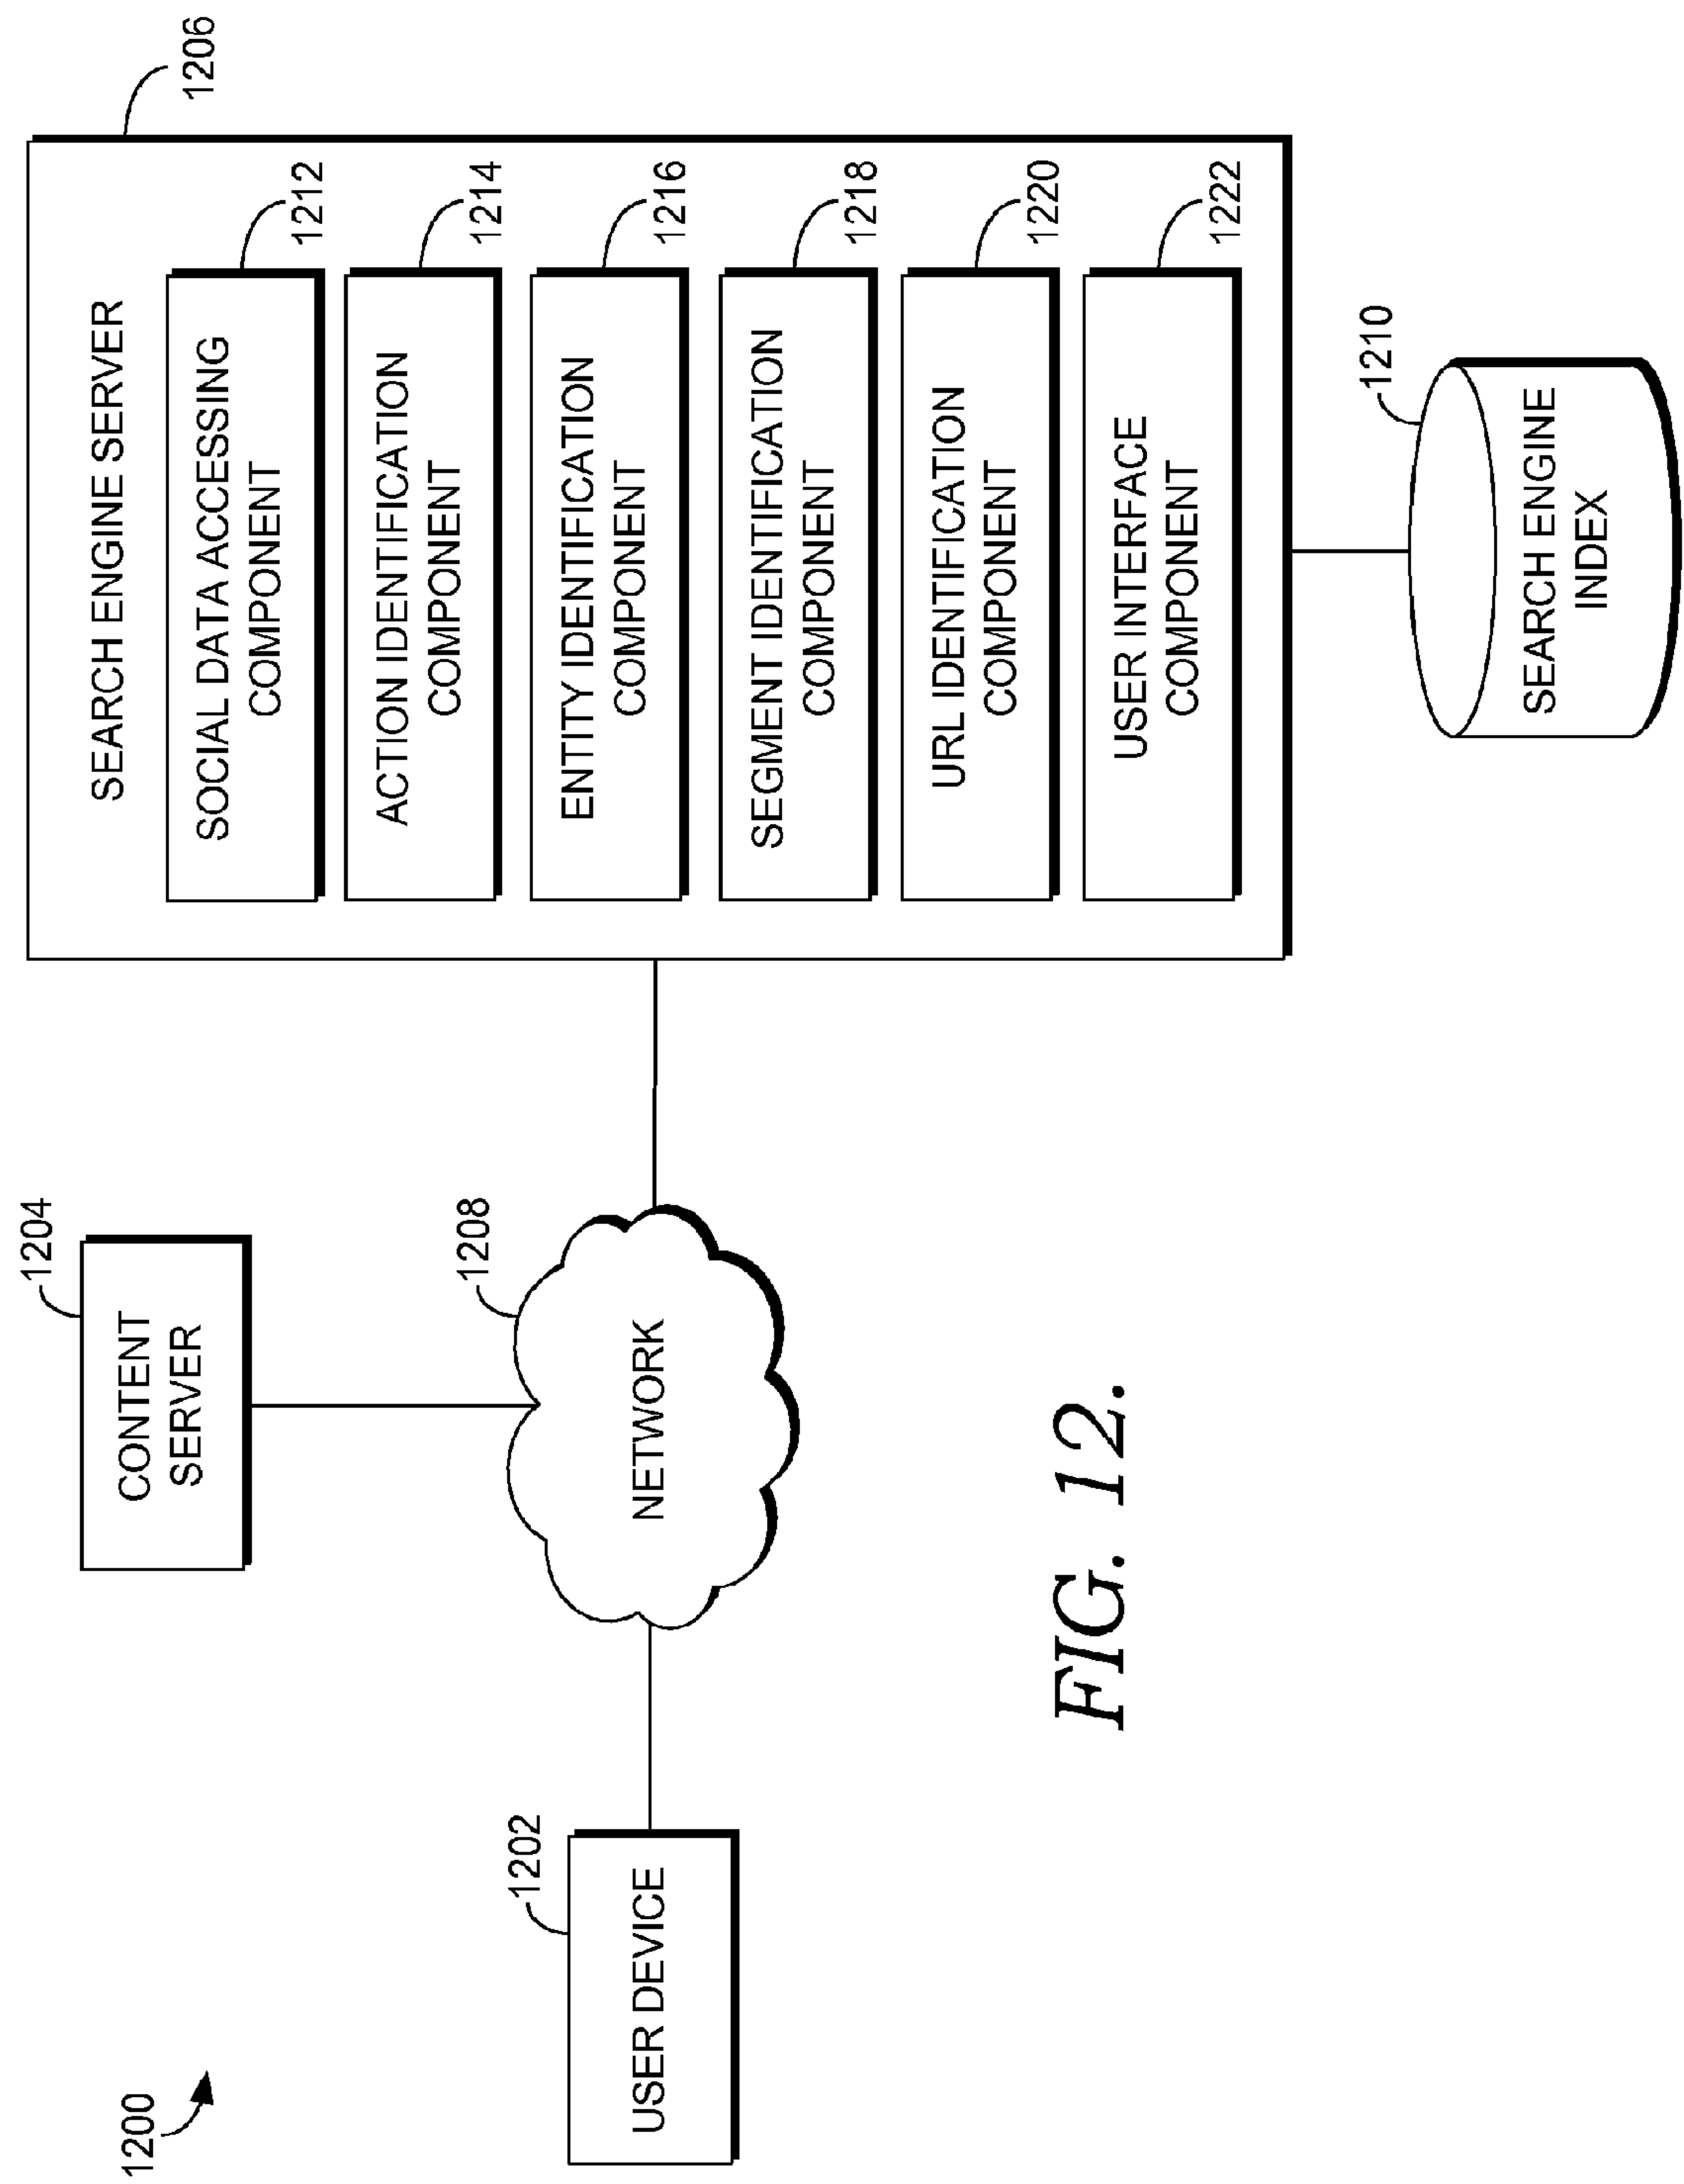 1200
USER DEVICE
1202
CONTENT
SERVER
1204
NETWORK
1208
SEARCH ENGINE SERVER
1206
SOCIAL DATA ACCESSING
COMPONENT
1212
ACTION IDENTIFICATION
COMPONENT
1214
ENTITY IDENTIFICATION
COMPONENT
1216
SEGMENT IDENTIFICATION
COMPONENT
1218
URL IDENTIFICATION
COMPONENT
1220
USER INTERFACE
COMPONENT
1222
SEARCH ENGINE
INDEX
1210
FIG. 12.